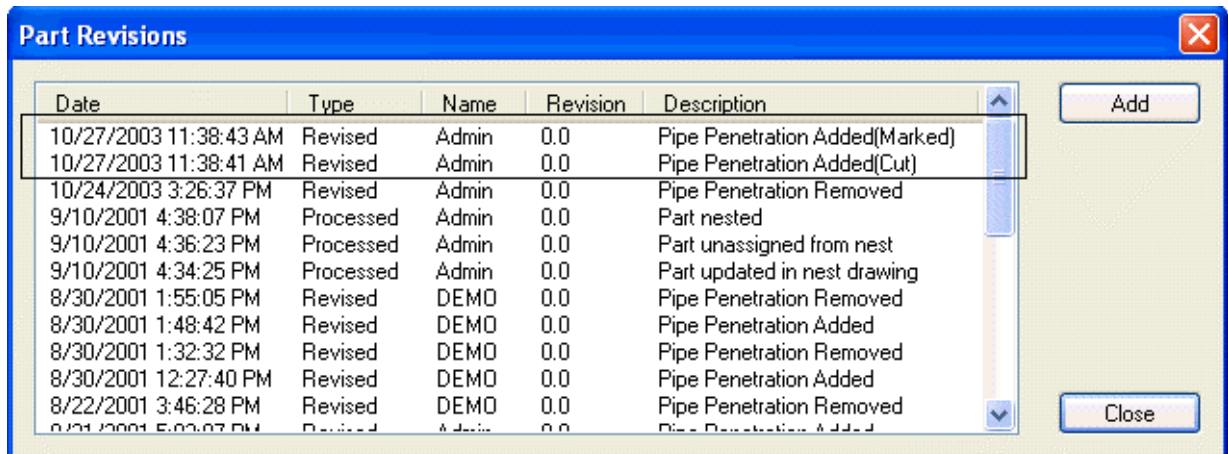 Part Revisions
Date Type Name Revision Description
Add
10/27/2003 11:38:43 AM Revised Admin 0.0 Pipe Penetration Added(Marked)
10/27/2003 11:38:41 AM Revised Admin 0.0 Pipe Penetration Added(Cut)
10/24/2003 3:26:37 PM Revised Admin 0.0 Pipe Penetration Removed
9/10/2001 4:38:07 PM Processed Admin 0.0 Part nested
9/10/2001 4:36:23 PM Processed Admin 0.0 Part unassigned from nest
9/10/2001 4:34:25 PM Processed Admin 0.0 Part updated in nest drawing
8/30/2001 1:55:05 PM Revised DEMO 0.0 Pipe Penetration Removed
8/30/2001 1:48:42 PM Revised DEMO 0.0 Pipe Penetration Added
8/30/2001 1:32:32 PM Revised DEMO 0.0 Pipe Penetration Removed
8/30/2001 12:27:40 PM Revised DEMO 0.0 Pipe Penetration Added
8/22/2001 3:46:28 PM Revised DEMO 0.0 Pipe Penetration Removed
Close